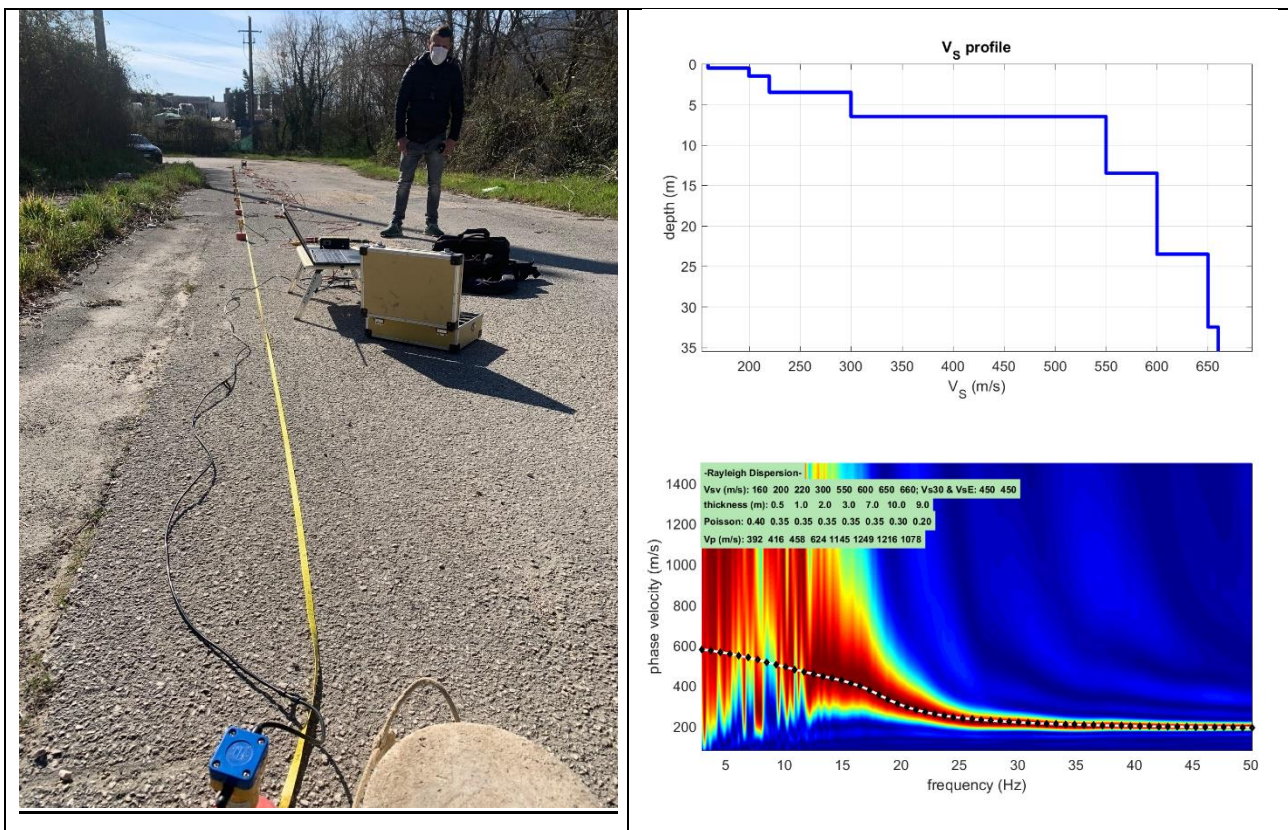 V_S profile
0
5
10
15
20
25
30
35
depth (m)
200 250 300 350 400 450 500 550 600 650
V_S (m/s)
-Rayleigh Dispersion-
Vsv (m/s): 160 200 220 300 550 600 650 660; Vs30 & VsE: 450 450
thickness (m): 0.5 1.0 2.0 3.0 7.0 10.0 9.0
Poisson: 0.40 0.35 0.35 0.35 0.35 0.35 0.30 0.20
Vp (m/s): 392 416 458 624 1145 1249 1216 1078
1400
1200
1000
800
600
400
200
phase velocity (m/s)
5 10 15 20 25 30 35 40 45 50
frequency (Hz)